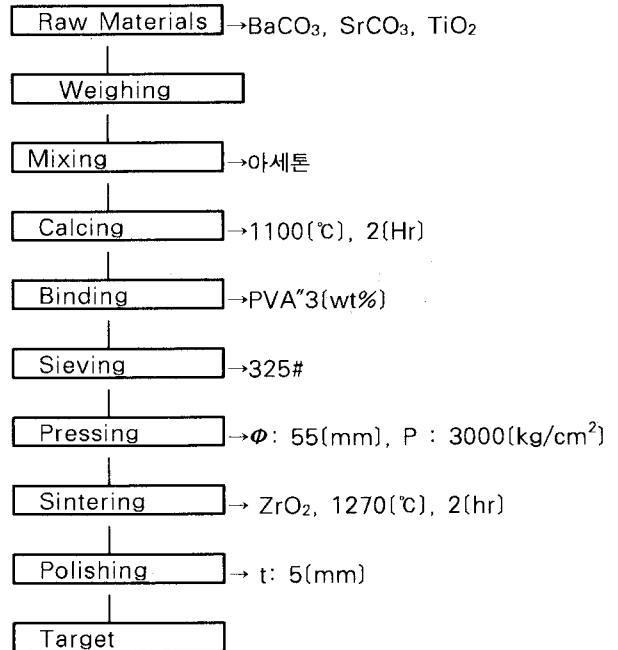 Raw Materials →BaCO₃, SrCO₃, TiO₂
Weighing
Mixing →아세톤
Calcing →1100(℃), 2(Hr)
Binding →PVA"3(wt%)
Sieving →325#
Pressing →Φ: 55(mm), P : 3000(kg/cm²)
Sintering → ZrO₂, 1270(℃), 2(hr)
Polishing → t: 5(mm)
Target